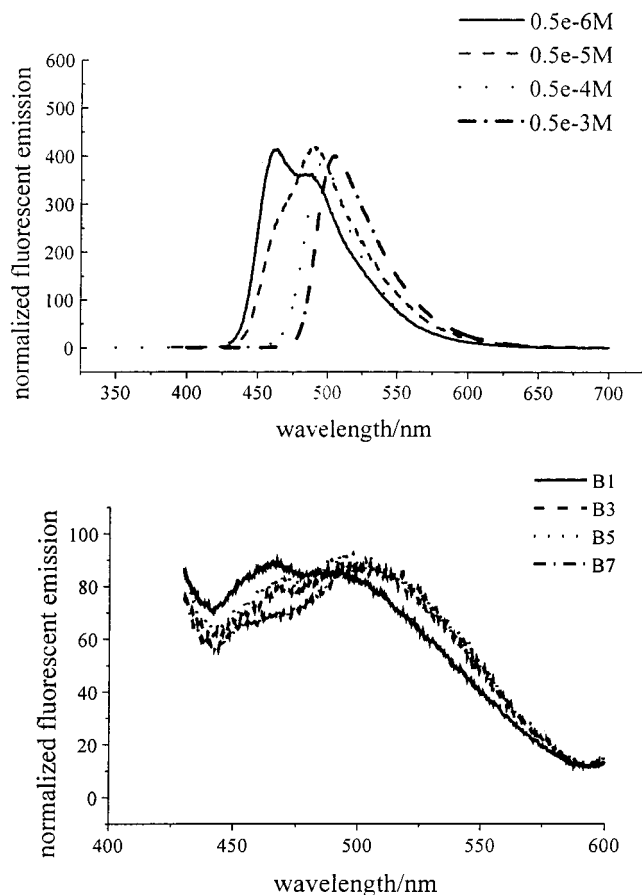 0.5e-6M
0.5e-5M
0.5e-4M
0.5e-3M
normalized fluorescent emission
600
500
400
300
200
100
0
350 400 450 500 550 600 650 700
wavelength/nm
B1
B3
B5
B7
normalized fluorescent emission
100
80
60
40
20
0
400 450 500 550 600
wavelength/nm